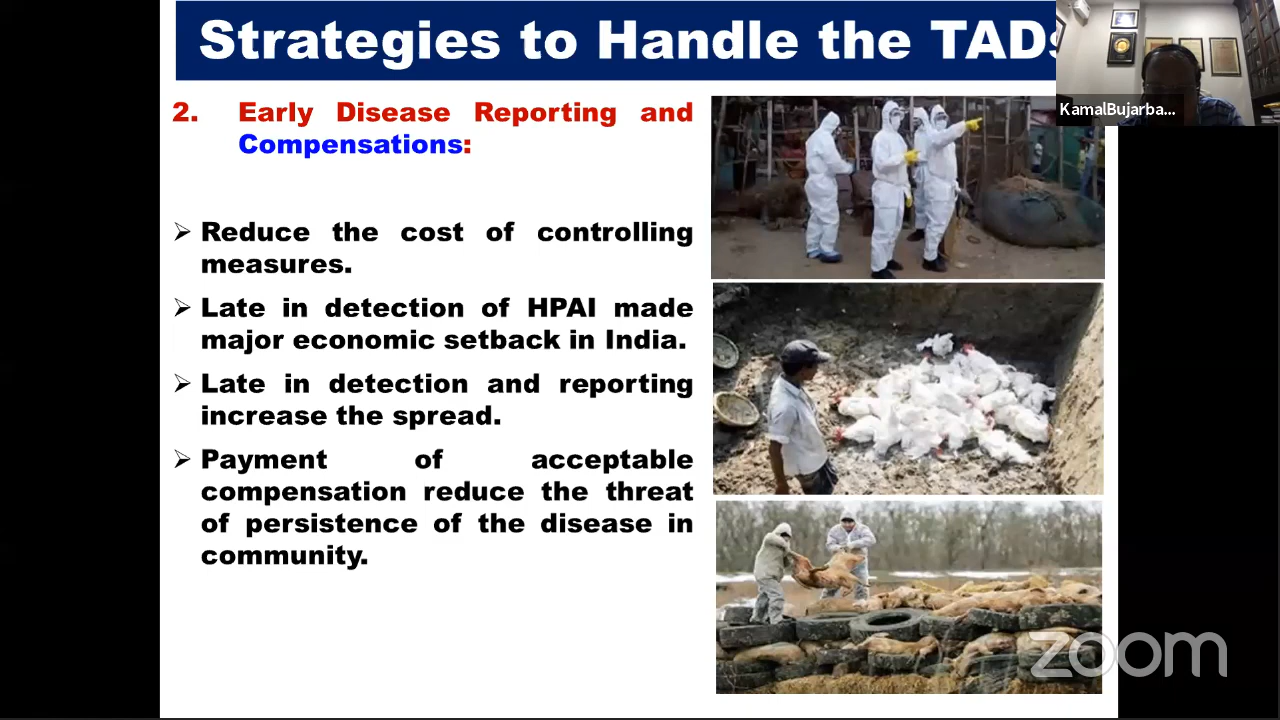 Strategies to Handle the TADs
KamalBujarba...
2. Early Disease Reporting and
Compensations:
➢ Reduce the cost of controlling
measures.
➢ Late in detection of HPAI made
major economic setback in India.
➢ Late in detection and reporting
increase the spread.
➢ Payment of acceptable
compensation reduce the threat
of persistence of the disease in
community.
zoom